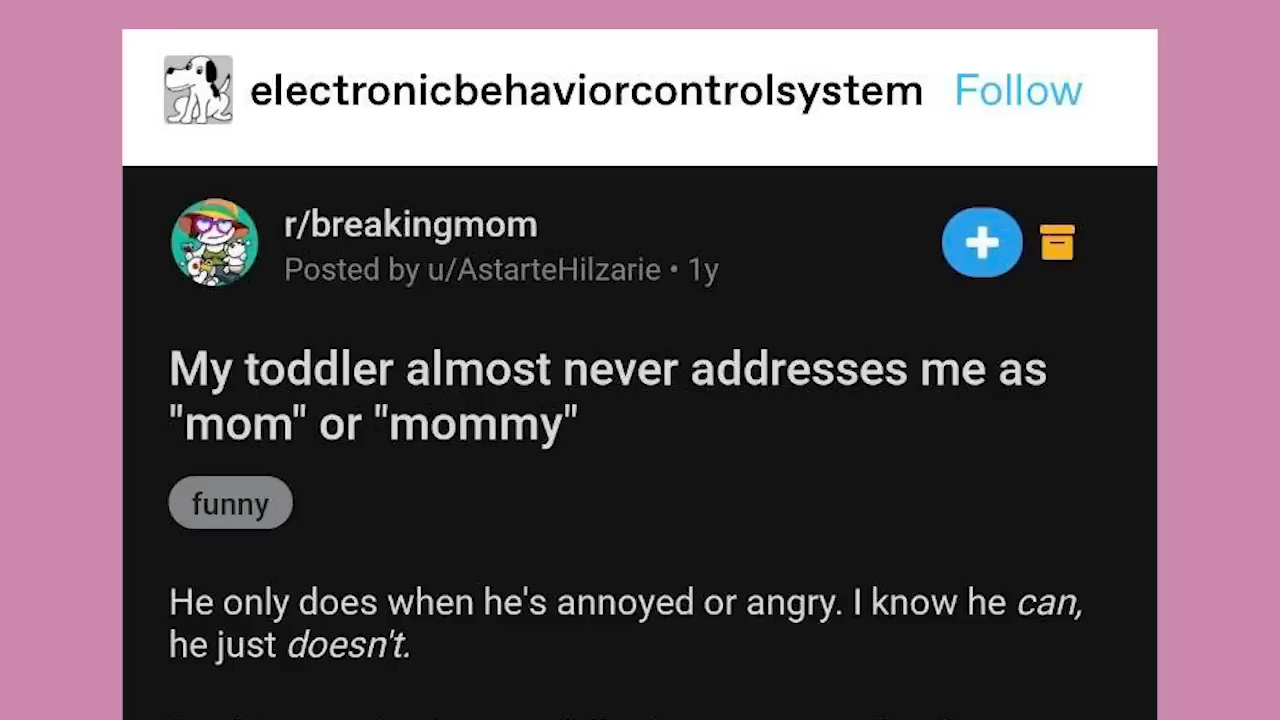 electronicbehaviorcontrolsystem Follow
r/breakingmom
Posted by u/AstarteHilzarie • 1y
My toddler almost never addresses me as
"mom" or "mommy"
funny
He only does when he's annoyed or angry. I know he can,
he just doesn't.